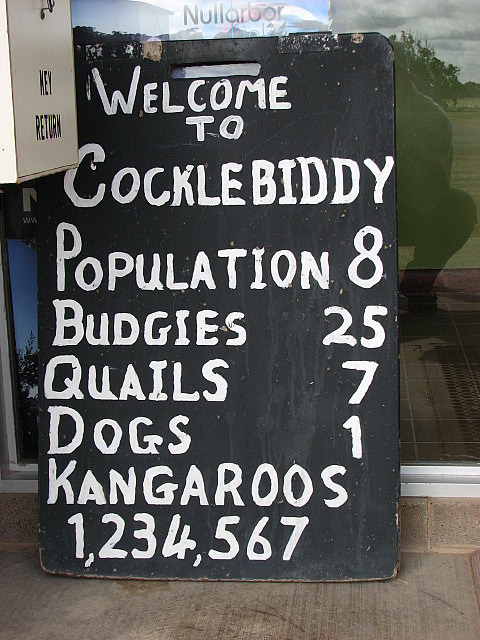 Nullarbor
KEY
RETURN
WELCOME
TO
COCKLEBIDDY
POPULATION 8
BUDGIES 25
QUAILS 7
DOGS 1
KANGAROOS
1,234,567